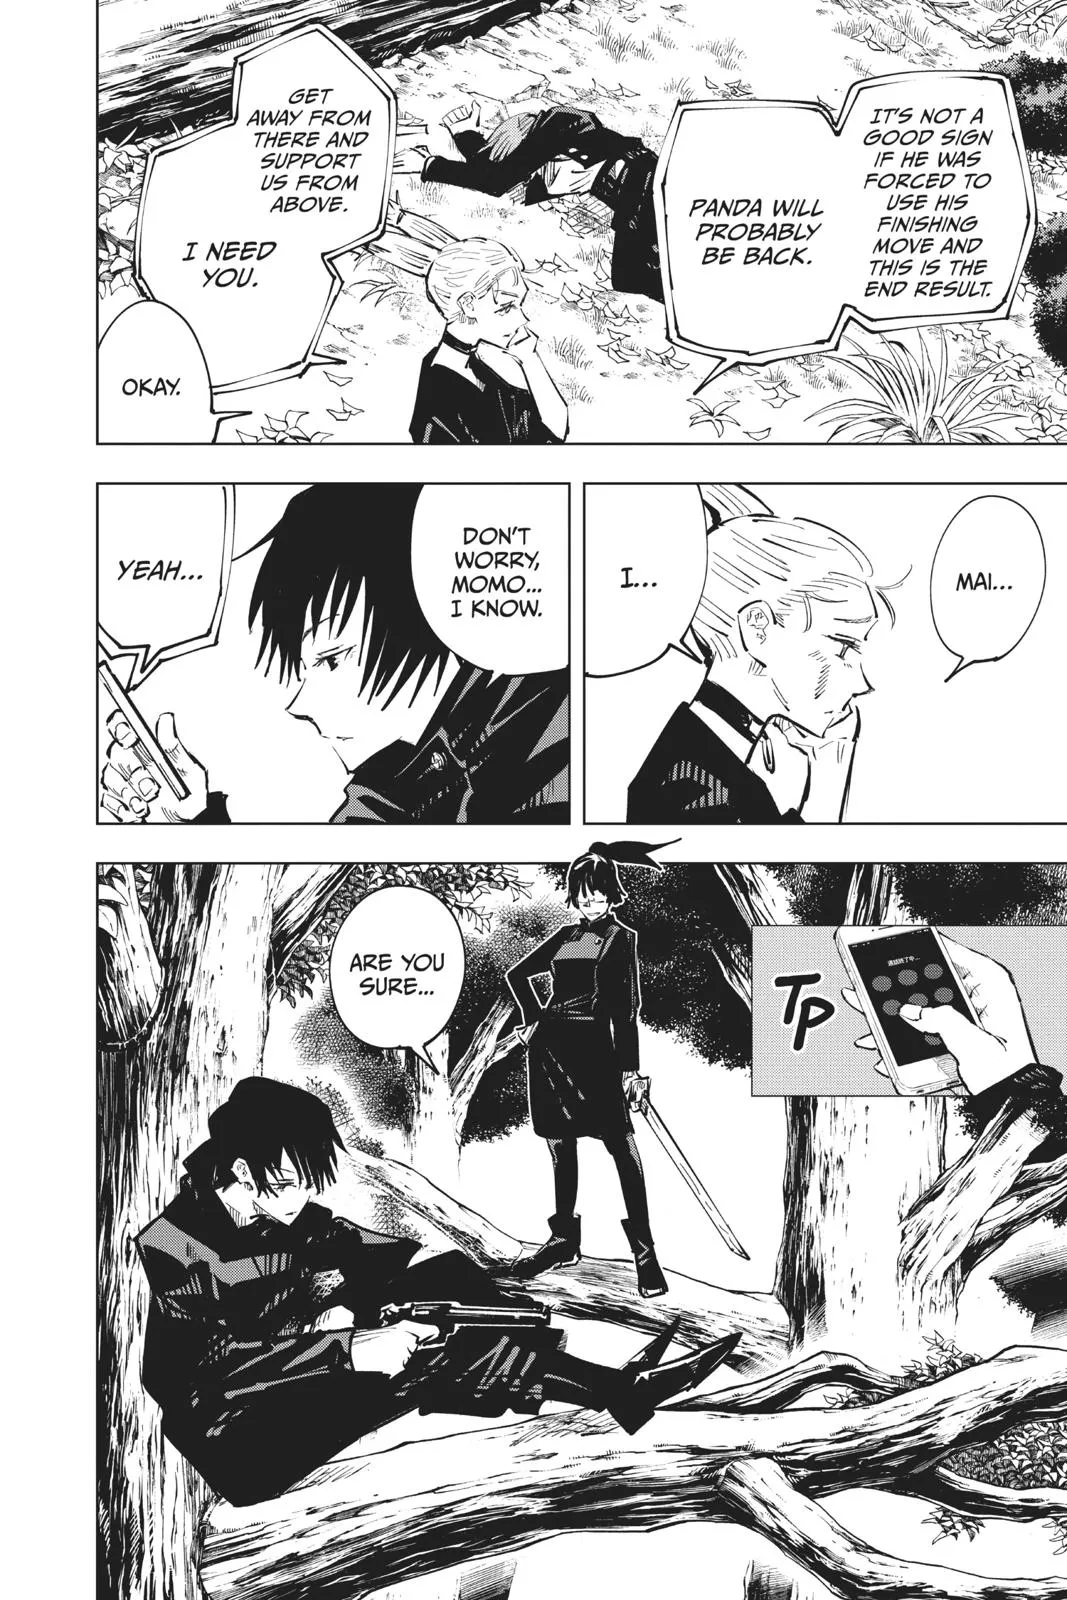 IT'S NOT A
GOOD SIGN
IF HE WAS
FORCED TO
USE HIS
FINISHING
MOVE AND
THIS IS THE
END RESULT.
PANDA WILL
PROBABLY
BE BACK.
GET
AWAY FROM
THERE AND
SUPPORT
US FROM
ABOVE.
I NEED
YOU.
OKAY.
MAI...
I...
DON'T
WORRY,
MOMO...
I KNOW.
YEAH...
TP
ARE YOU
SURE...